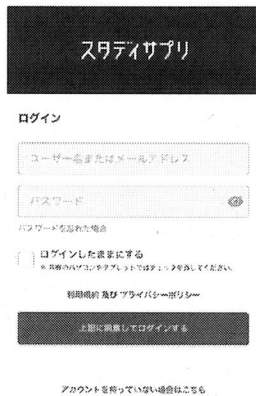 スタディサプリ
ログイン
ユーザー名またはメールアドレス
パスワード
パスワードを忘れた場合
ログインしたままにする
※ 共有のパソコンやタブレットではチェックを外してください。
利用規約 及び プライバシーポリシー
上記に同意してログインする
アカウントを持っていない場合はこちら